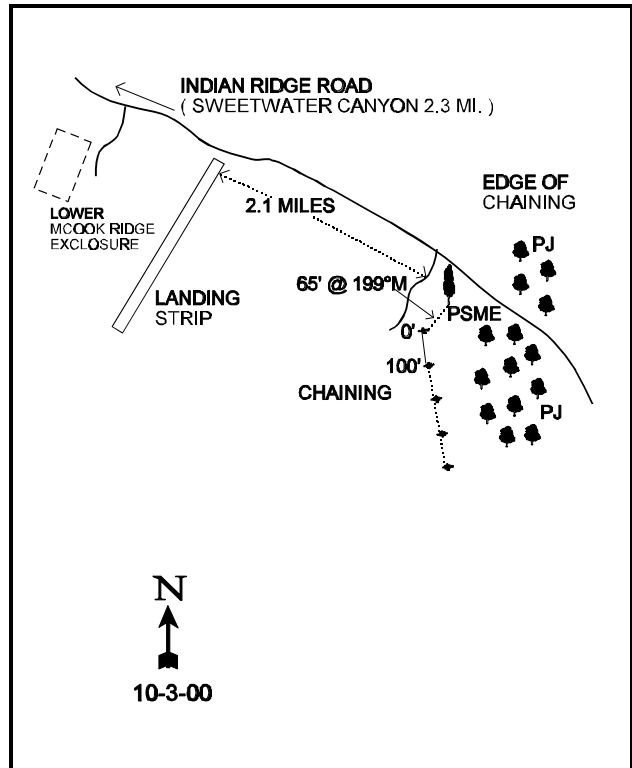 INDIAN RIDGE ROAD
( SWEETWATER CANYON 2.3 MI. )
EDGE OF
CHAINING
2.1 MILES
LOWER
MCOOK RIDGE
EXCLOSURE
PJ
65' @ 199°M
LANDING
STRIP
PSME
0'
100'
CHAINING
PJ
N
10-3-00